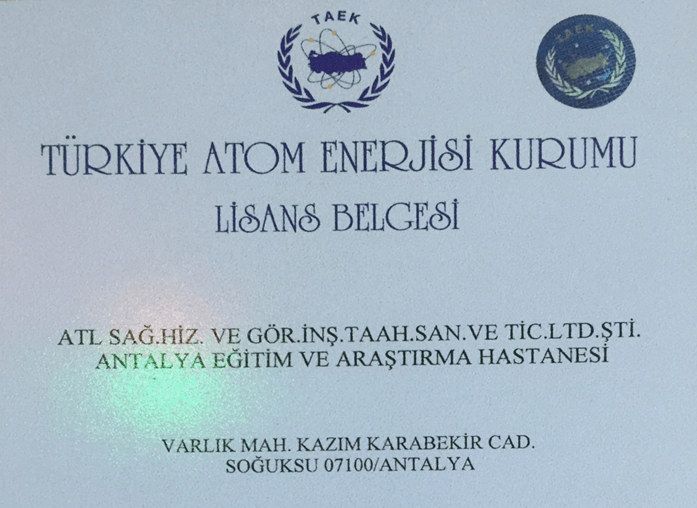 TAEK
TAEK
TÜRKİYE ATOM ENERJİSİ KURUMU
LİSANS BELGESİ
ATL SAĞ.HİZ. VE GÖR.İNŞ.TAAH.SAN.VE TİC.LTD.ŞTİ.
ANTALYA EĞİTİM VE ARAŞTIRMA HASTANESİ
VARLIK MAH. KAZIM KARABEKİR CAD.
SOĞUKSU 07100/ANTALYA